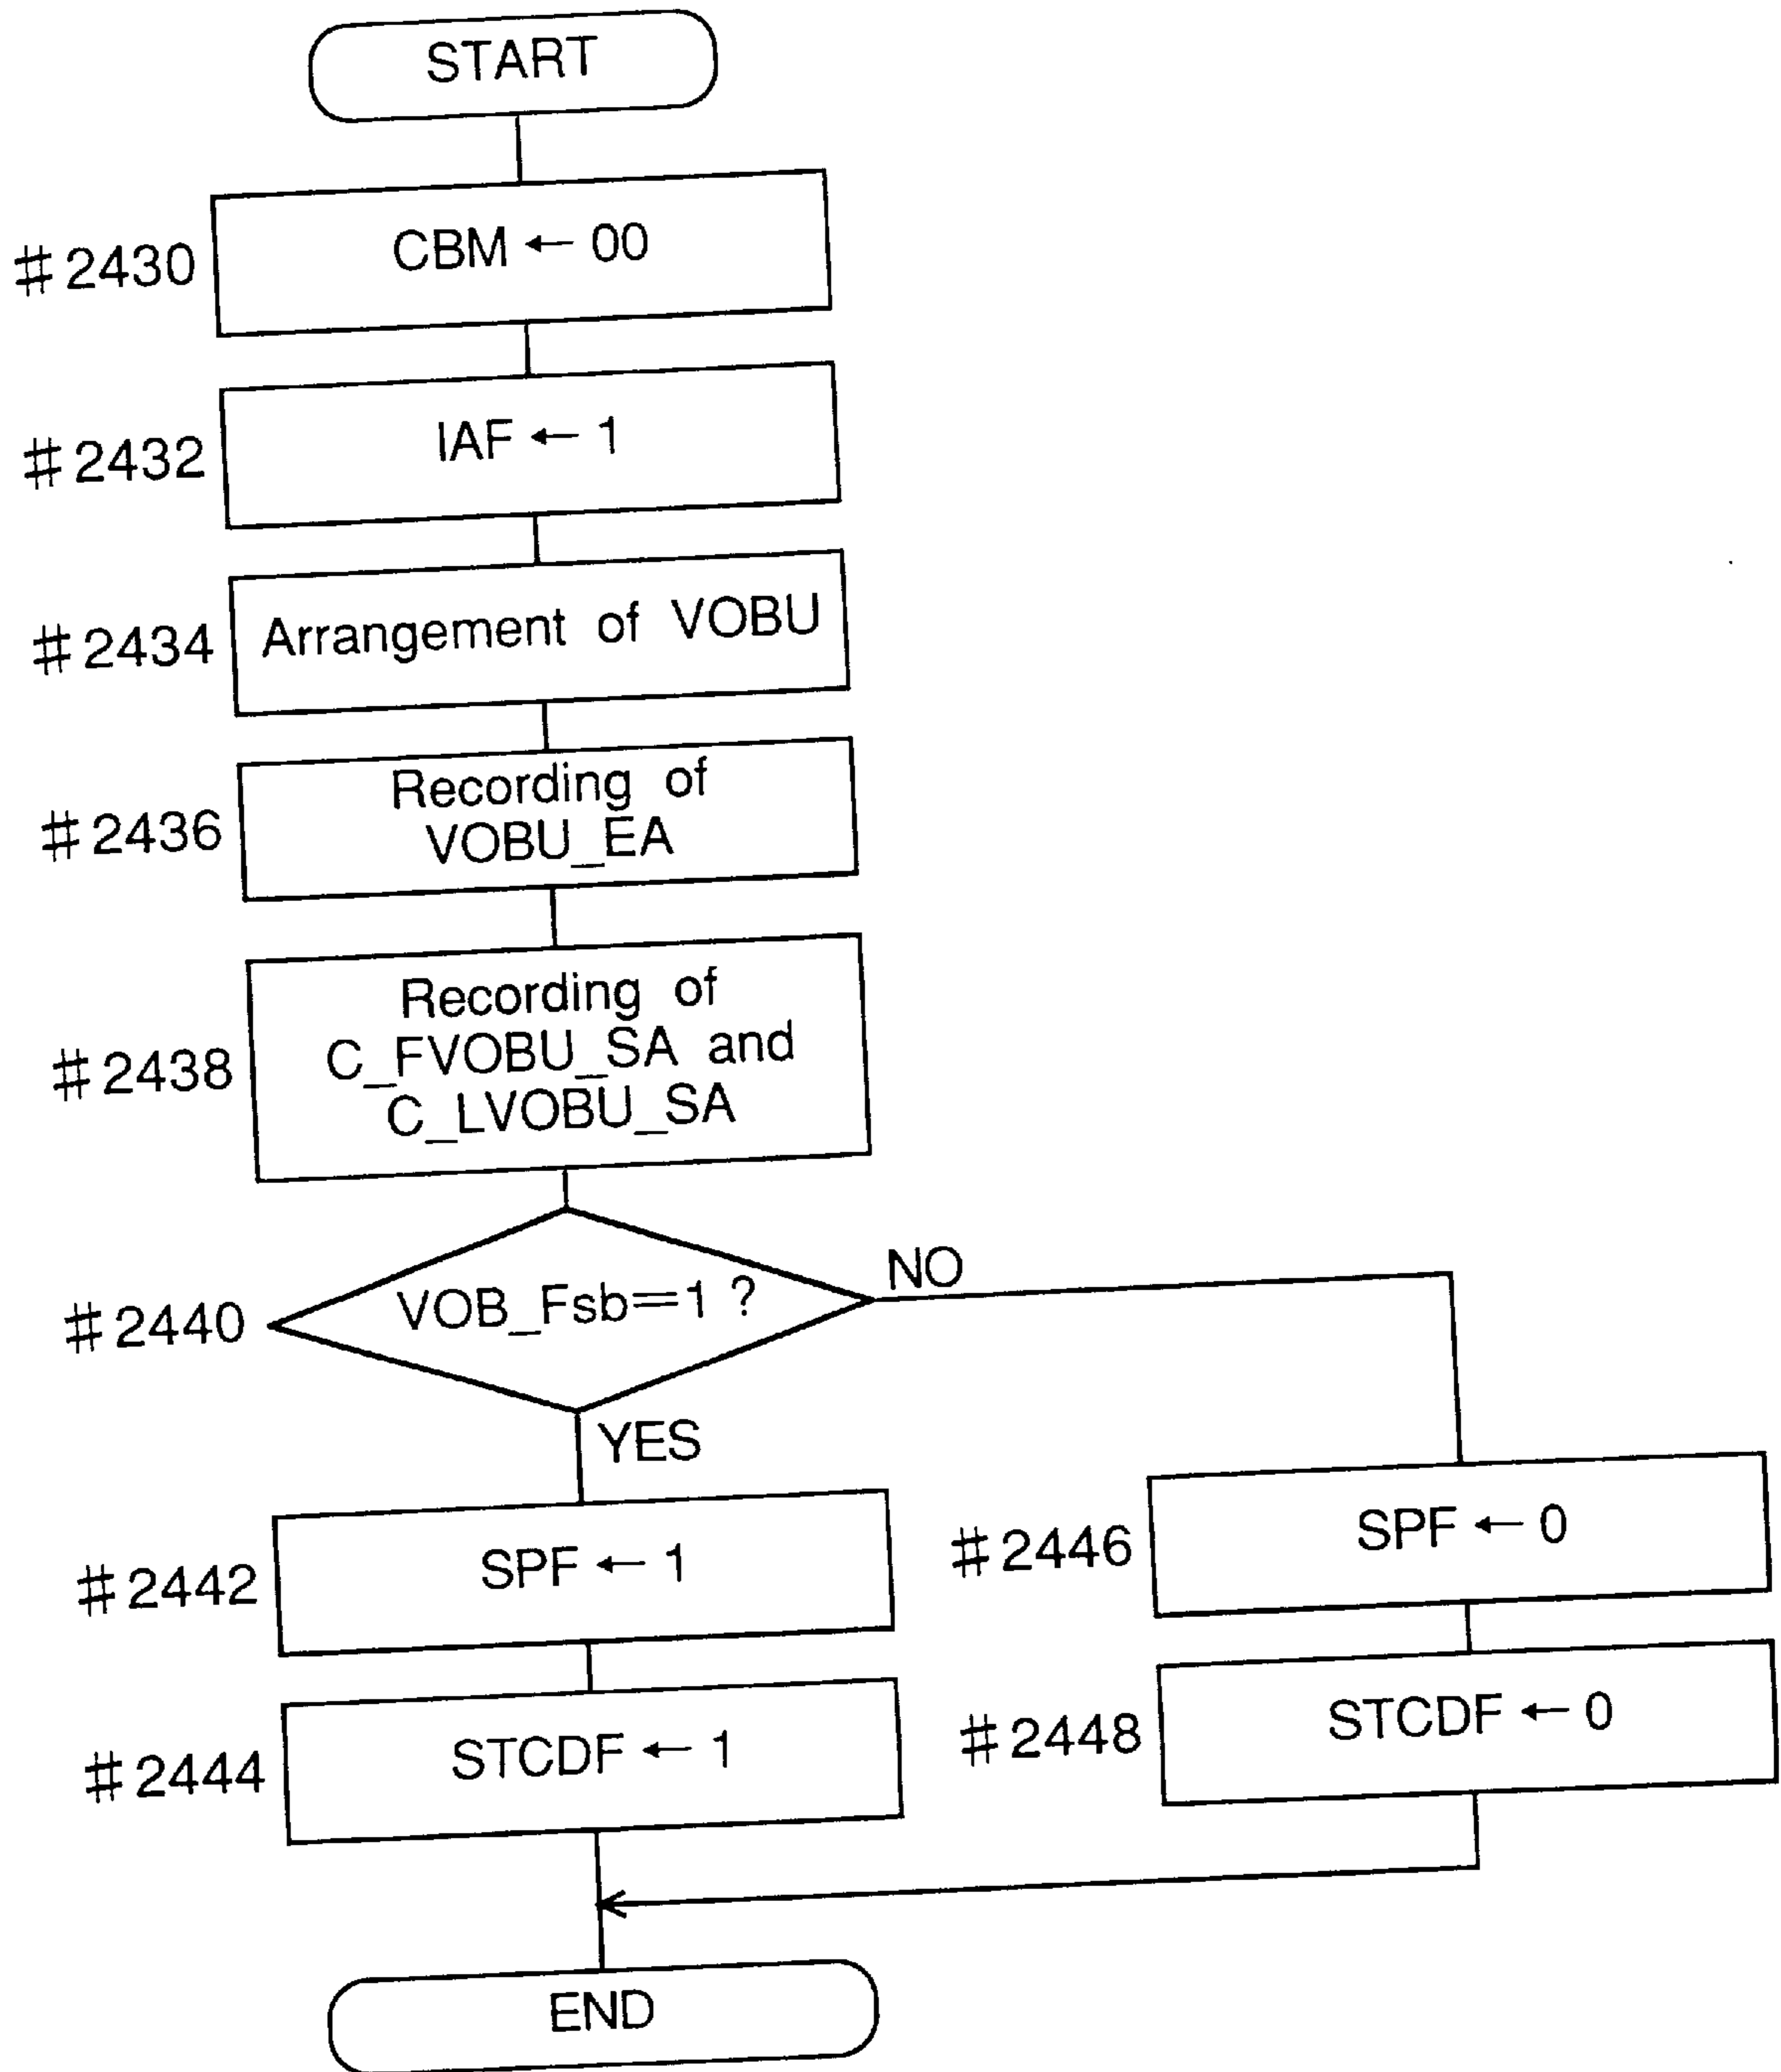 START
#2430
CBM ← 00
#2432
IAF ← 1
#2434
Arrangement of VOBU
#2436
Recording of
VOBU_EA
#2438
Recording of
C_FVOBU_SA and
C_LVOBU_SA
#2440
VOB_Fsb=1 ?
NO
YES
#2442
SPF ← 1
#2446
SPF ← 0
#2444
STCDF ← 1
#2448
STCDF ← 0
END